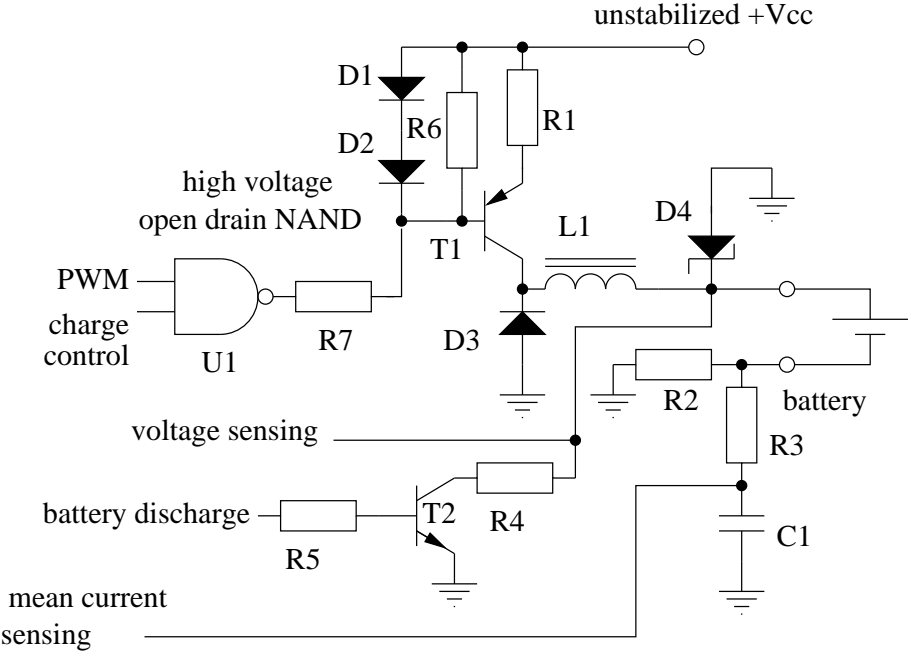 unstabilized +Vcc
D1
R6
R1
D2
high voltage
open drain NAND
T1
L1
D4
PWM
charge
control
U1
R7
D3
R2
battery
voltage sensing
R3
battery discharge
T2
R4
R5
C1
mean current
sensing